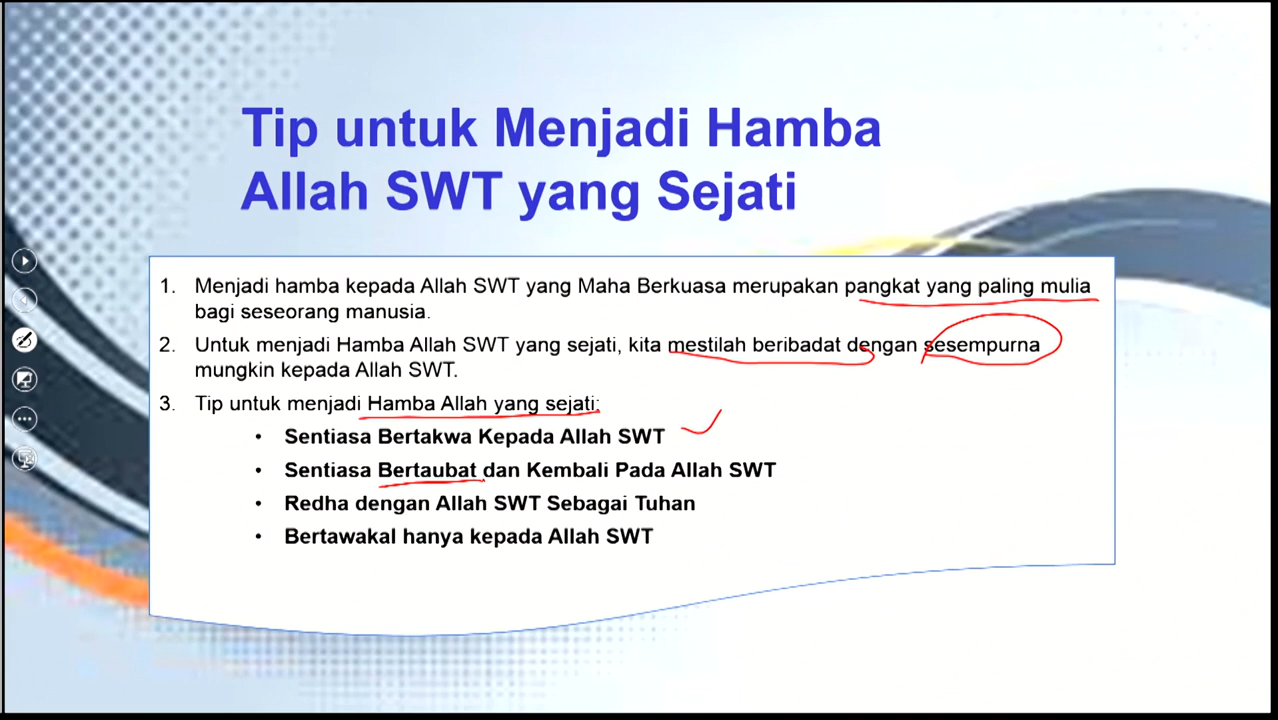 Tip untuk Menjadi Hamba
Allah SWT yang Sejati
1. Menjadi hamba kepada Allah SWT yang Maha Berkuasa merupakan pangkat yang paling mulia
bagi seseorang manusia.
2. Untuk menjadi Hamba Allah SWT yang sejati, kita mestilah beribadat dengan sesempurna
mungkin kepada Allah SWT.
3. Tip untuk menjadi Hamba Allah yang sejati:
• Sentiasa Bertakwa Kepada Allah SWT
• Sentiasa Bertaubat dan Kembali Pada Allah SWT
• Redha dengan Allah SWT Sebagai Tuhan
• Bertawakal hanya kepada Allah SWT